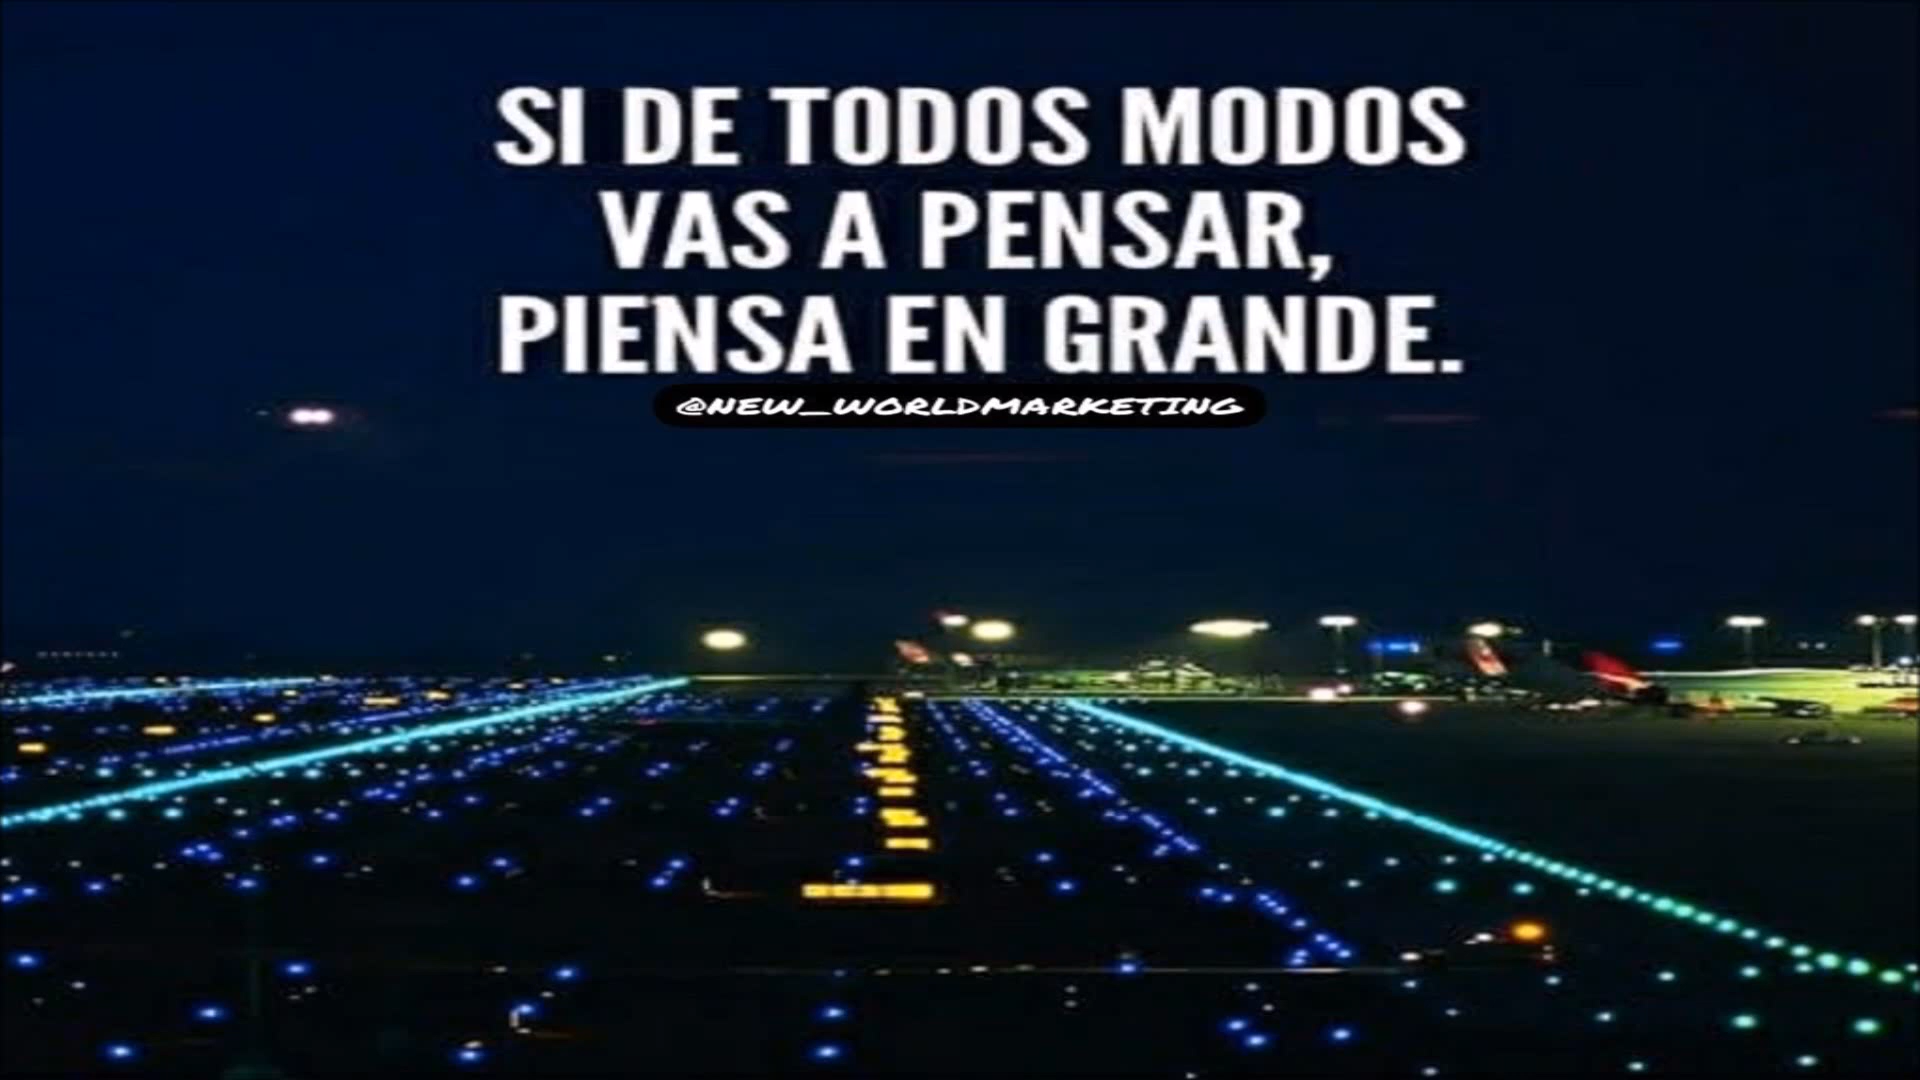 SI DE TODOS MODOS
VAS A PENSAR,
PIENSA EN GRANDE.
@NEW_WORLDMARKETING